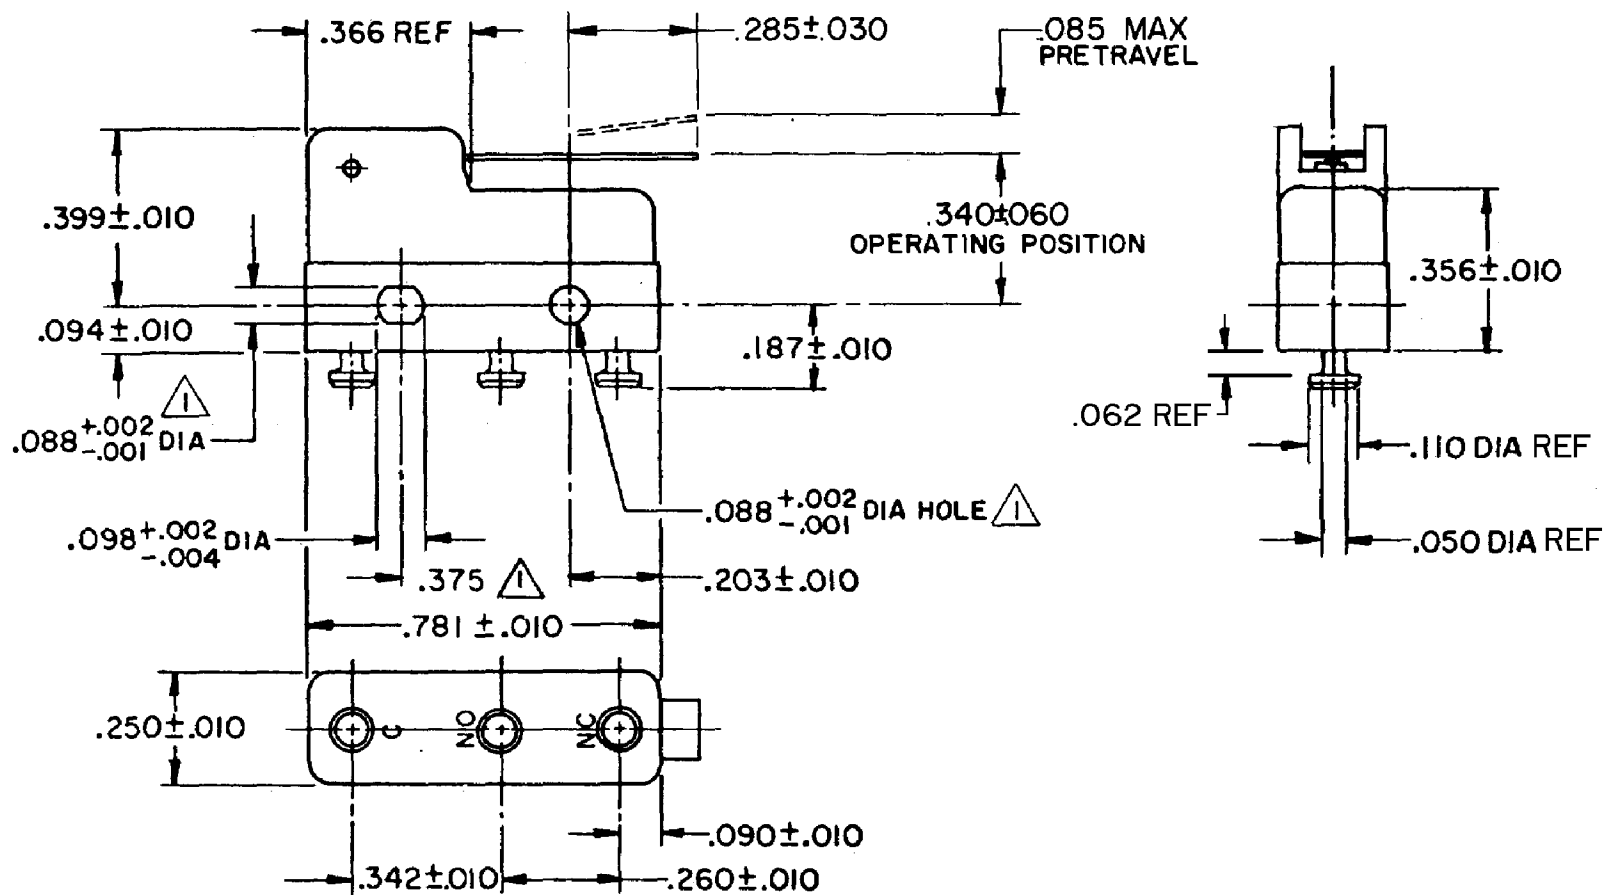 .366 REF
.285±.030
.085 MAX
PRETRAVEL
.399±.010
.340±.060
OPERATING POSITION
.356±.010
.094±.010
.187±.010
1
.088 +.002 -.001 DIA
.062 REF
.110 DIA REF
.088 +.002 -.001 DIA HOLE 1
.098 +.002 -.004 DIA
.050 DIA REF
.375 1
.203±.010
.781±.010
.250±.010
C
NO
NC
.090±.010
.342±.010
.260±.010